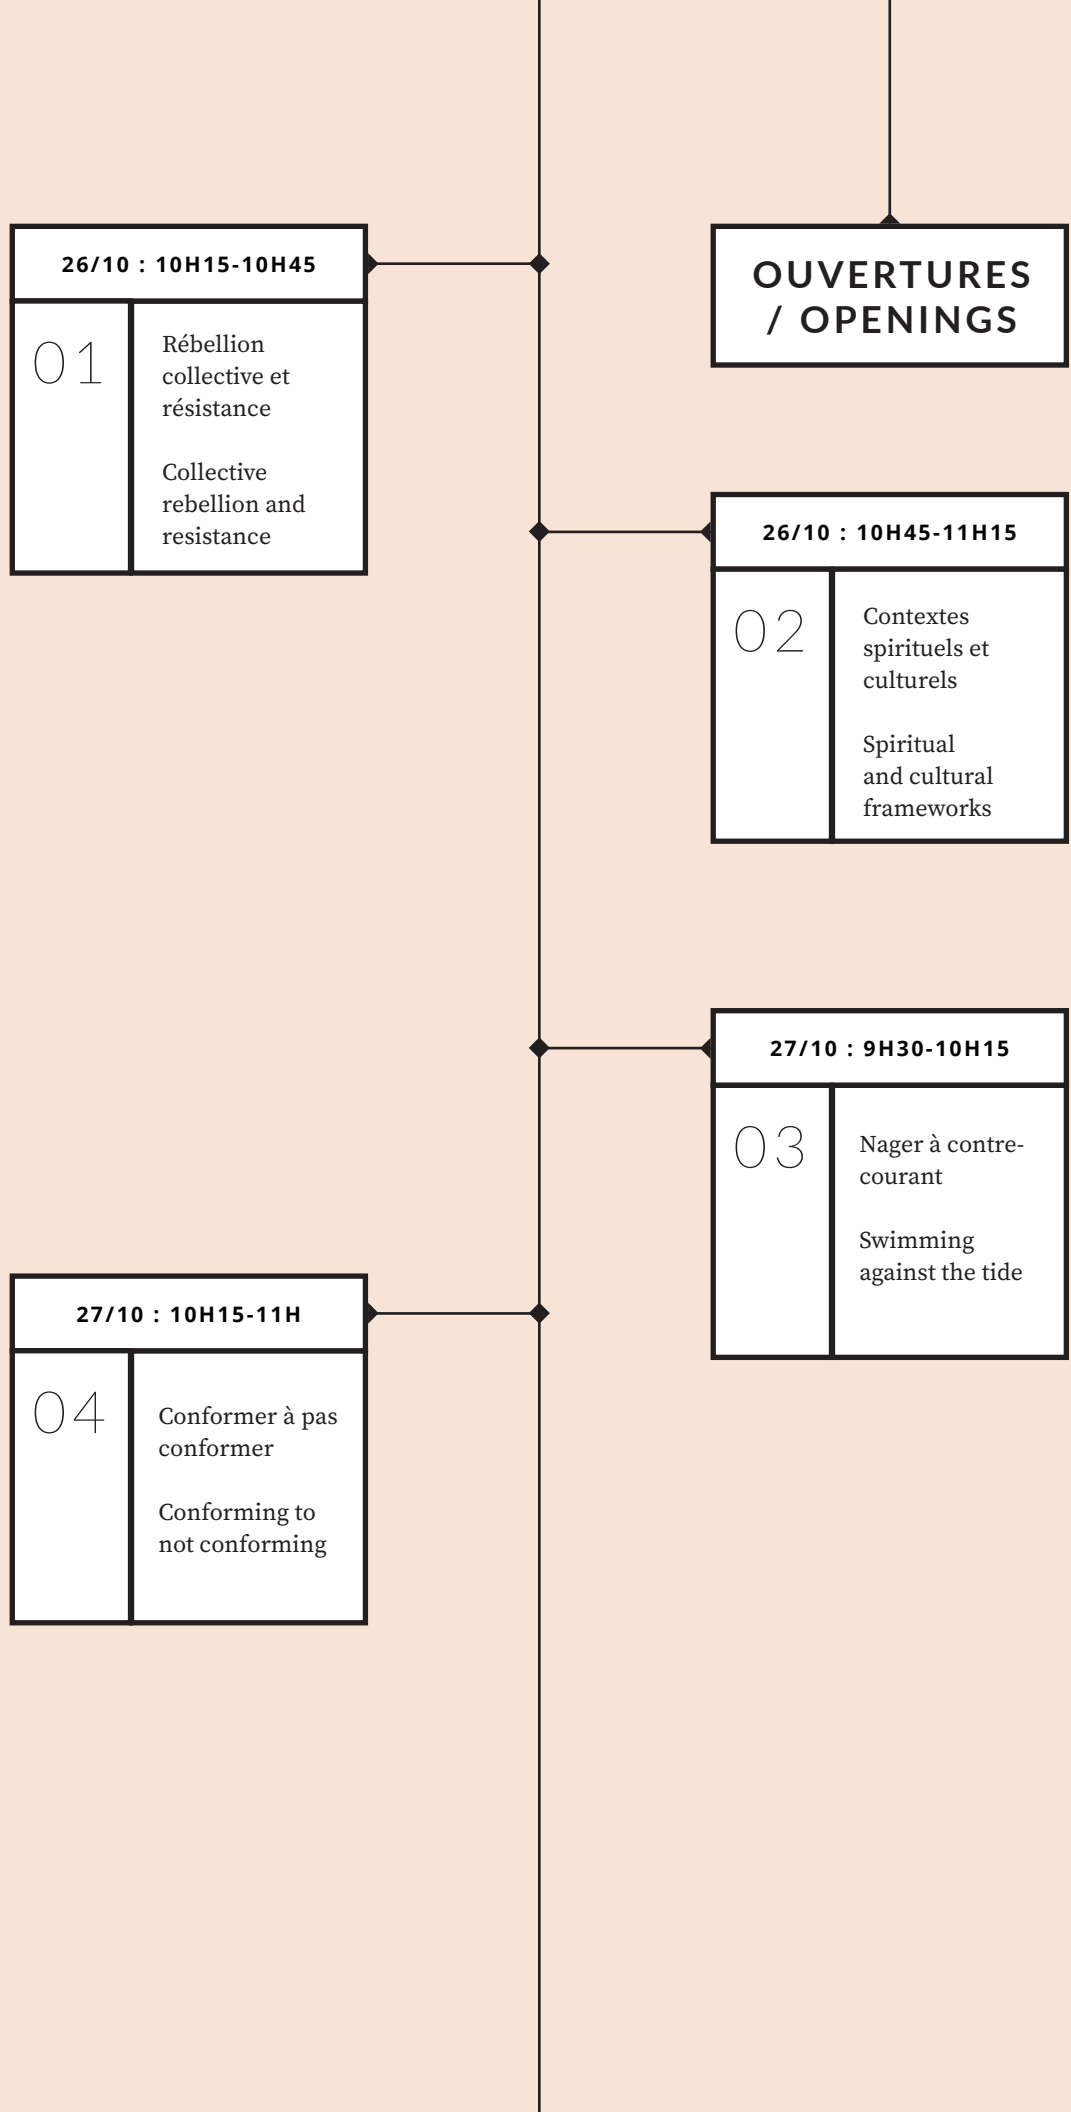 OUVERTURES
/ OPENINGS
26/10 : 10H15-10H45
01
Rébellion
collective et
résistance
Collective
rebellion and
resistance
26/10 : 10H45-11H15
02
Contextes
spirituels et
culturels
Spiritual
and cultural
frameworks
27/10 : 9H30-10H15
03
Nager à contre-
courant
Swimming
against the tide
27/10 : 10H15-11H
04
Conformer à pas
conformer
Conforming to
not conforming